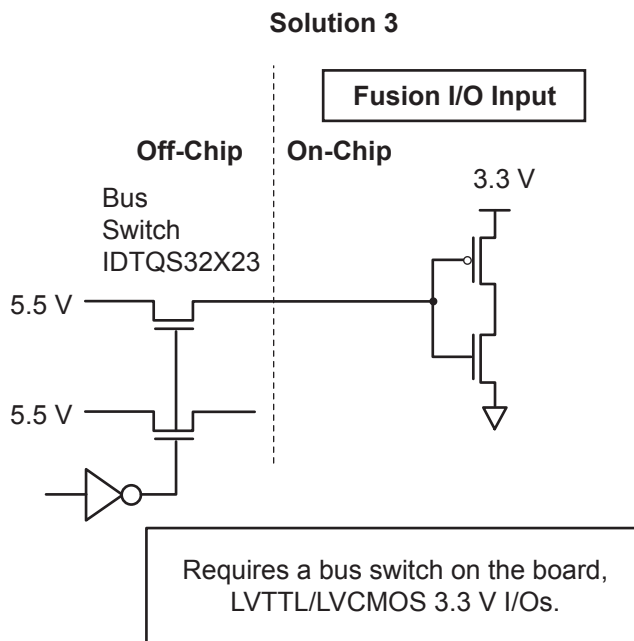 Solution 3
Fusion I/O Input
Off-Chip
On-Chip
3.3 V
Bus
Switch
IDTQS32X23
5.5 V
5.5 V
Requires a bus switch on the board,
LVTTL/LVCMOS 3.3 V I/Os.